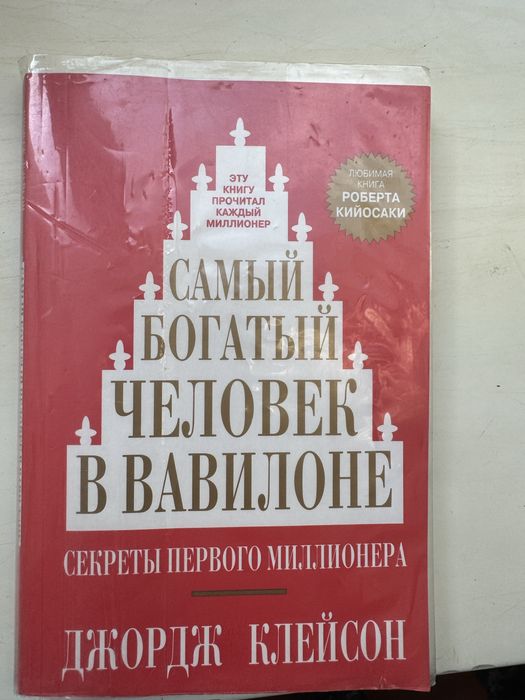 ЭТУ
КНИГУ
ПРОЧИТАЛ
КАЖДЫЙ
МИЛЛИОНЕР
ЛЮБИМАЯ
КНИГА
РОБЕРТА
КИЙОСАКИ
САМЫЙ
БОГАТЫЙ
ЧЕЛОВЕК
В ВАВИЛОНЕ
СЕКРЕТЫ ПЕРВОГО МИЛЛИОНЕРА
ДЖОРДЖ КЛЕЙСОН